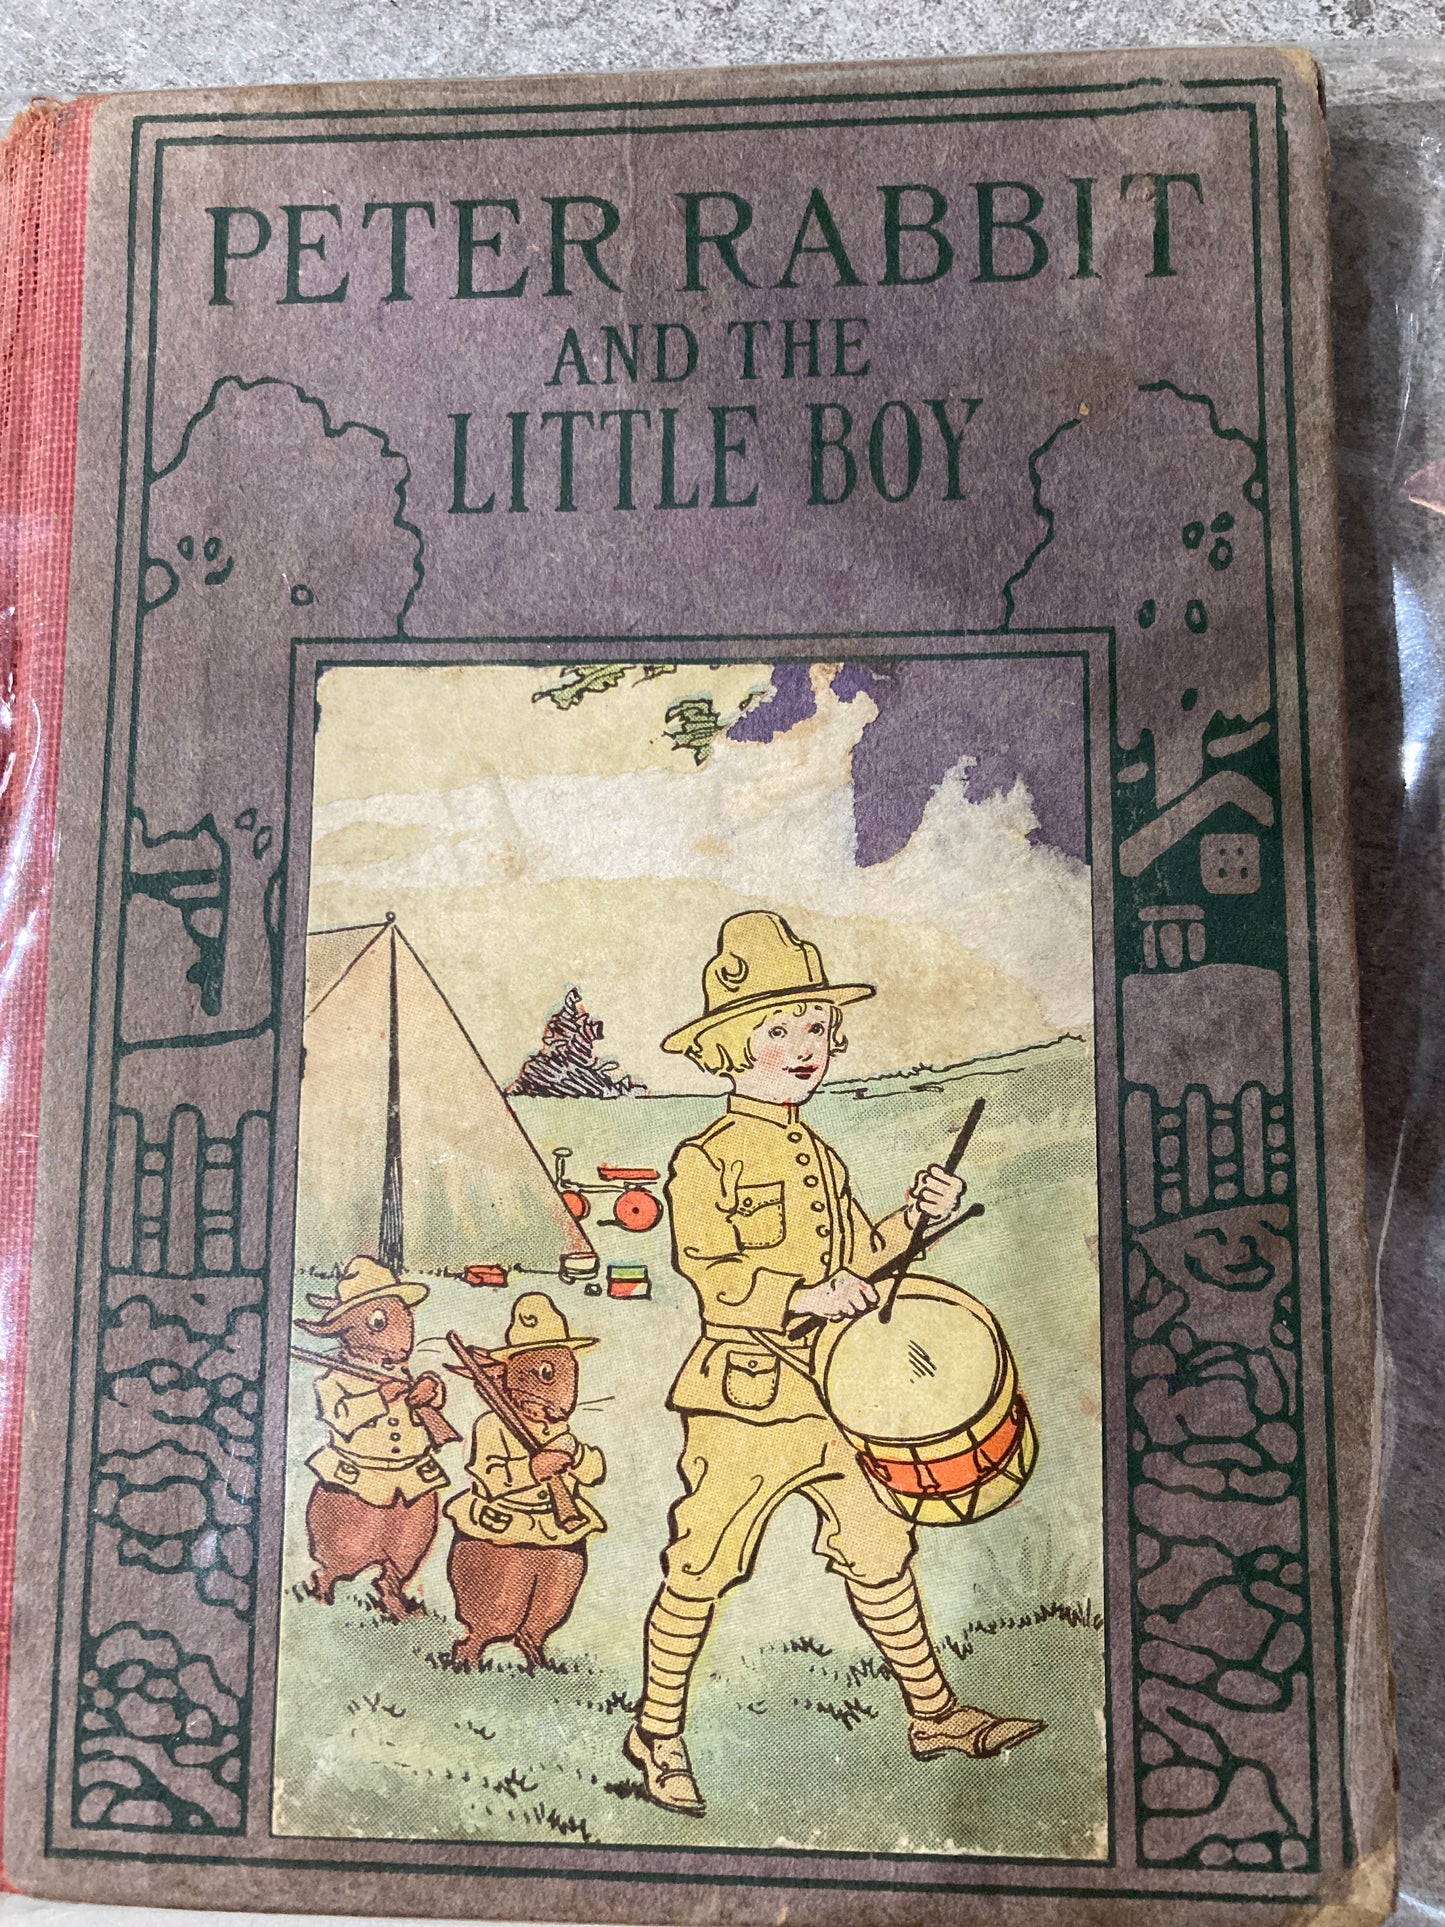 PETER RABBIT
AND THE
LITTLE BOY